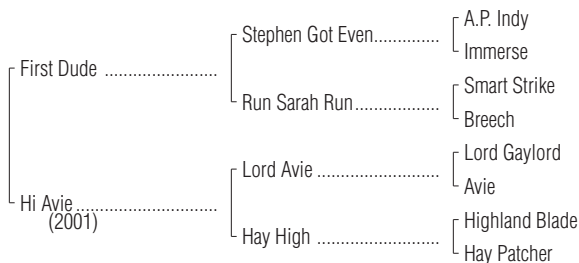 A.P. Indy
Stephen Got Even................
Immerse
First Dude ...........................
Smart Strike
Run Sarah Run....................
Breech
Lord Gaylord
Lord Avie .............................
Avie
Hi Avie ..................................
(2001)
Highland Blade
Hay High ..............................
Hay Patcher